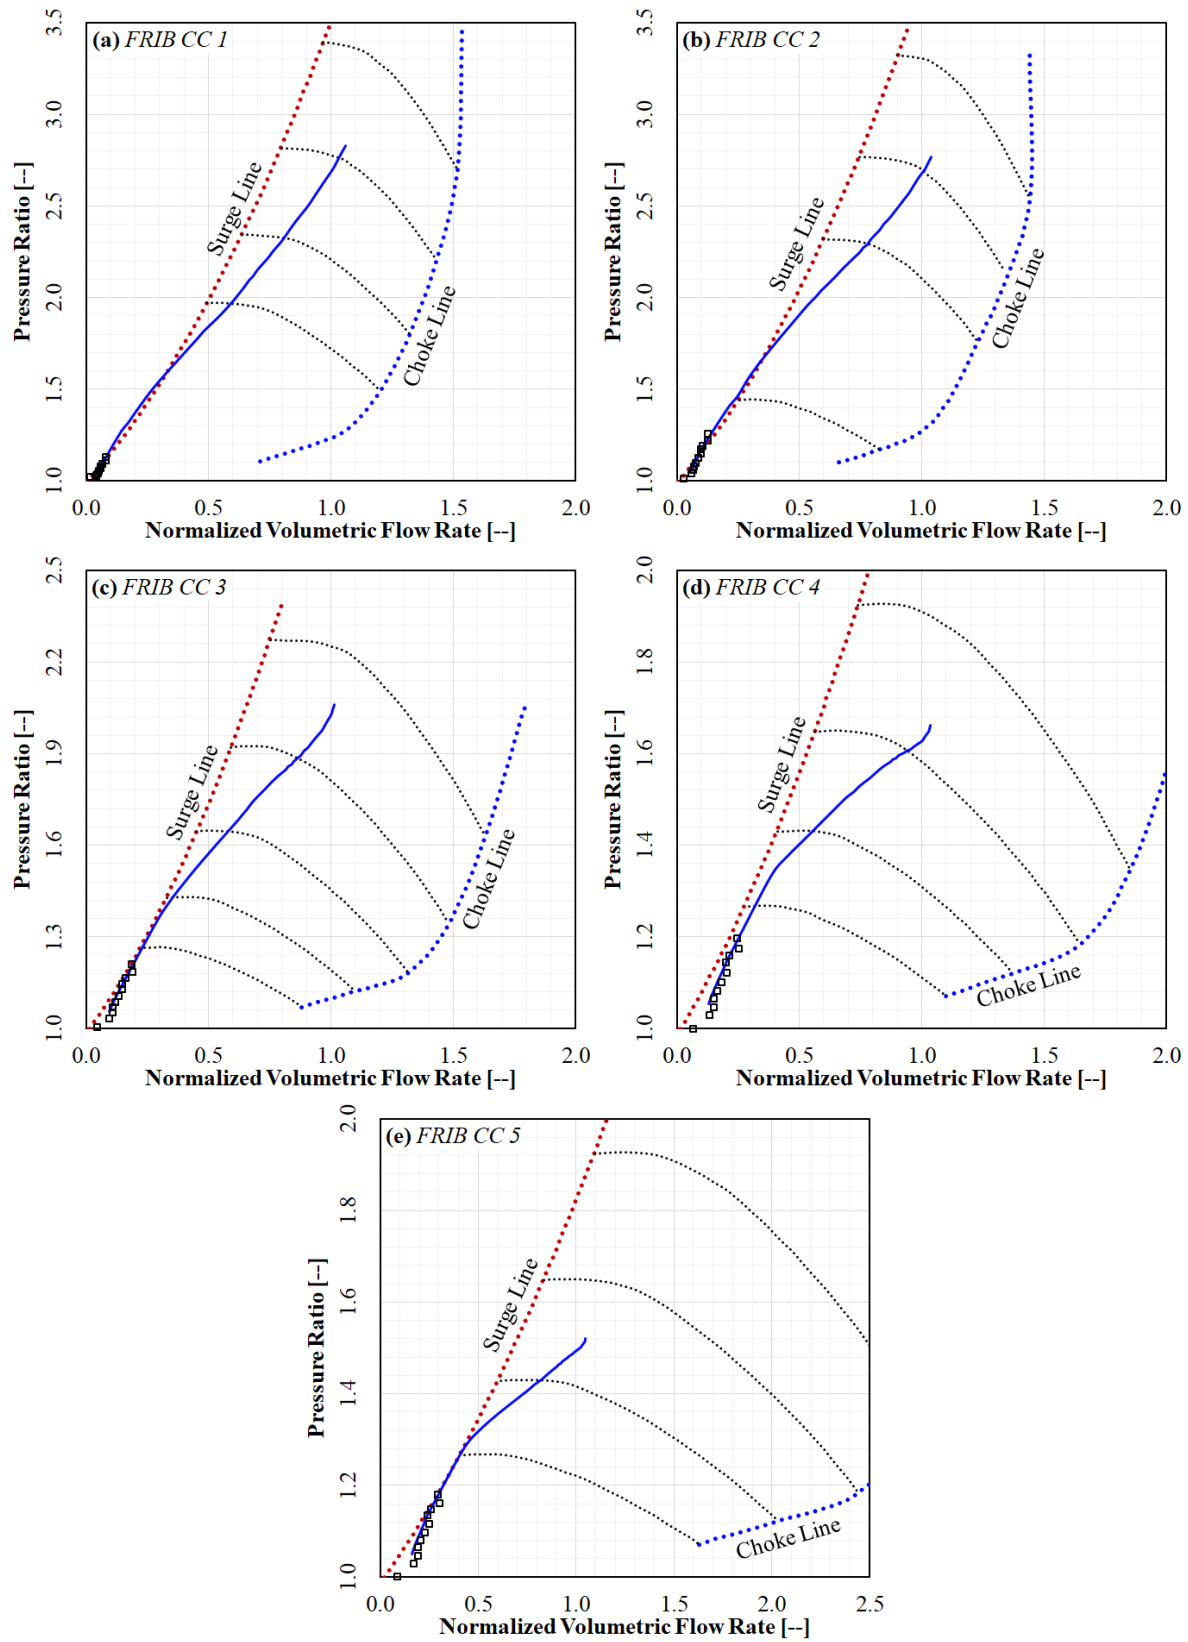 (a) FRIB CC 1
3.5
3.0
2.5
2.0
1.5
1.0
Pressure Ratio [--]
Surge Line
Choke Line
0.0 0.5 1.0 1.5 2.0
Normalized Volumetric Flow Rate [--]
(b) FRIB CC 2
3.5
3.0
2.5
2.0
1.5
1.0
Pressure Ratio [--]
Surge Line
Choke Line
0.0 0.5 1.0 1.5 2.0
Normalized Volumetric Flow Rate [--]
(c) FRIB CC 3
2.5
2.2
1.9
1.6
1.3
1.0
Pressure Ratio [--]
Surge Line
Choke Line
0.0 0.5 1.0 1.5 2.0
Normalized Volumetric Flow Rate [--]
(d) FRIB CC 4
2.0
1.8
1.6
1.4
1.2
1.0
Pressure Ratio [--]
Surge Line
Choke Line
0.0 0.5 1.0 1.5 2.0
Normalized Volumetric Flow Rate [--]
(e) FRIB CC 5
2.0
1.8
1.6
1.4
1.2
1.0
Pressure Ratio [--]
Surge Line
Choke Line
0.0 0.5 1.0 1.5 2.0 2.5
Normalized Volumetric Flow Rate [--]